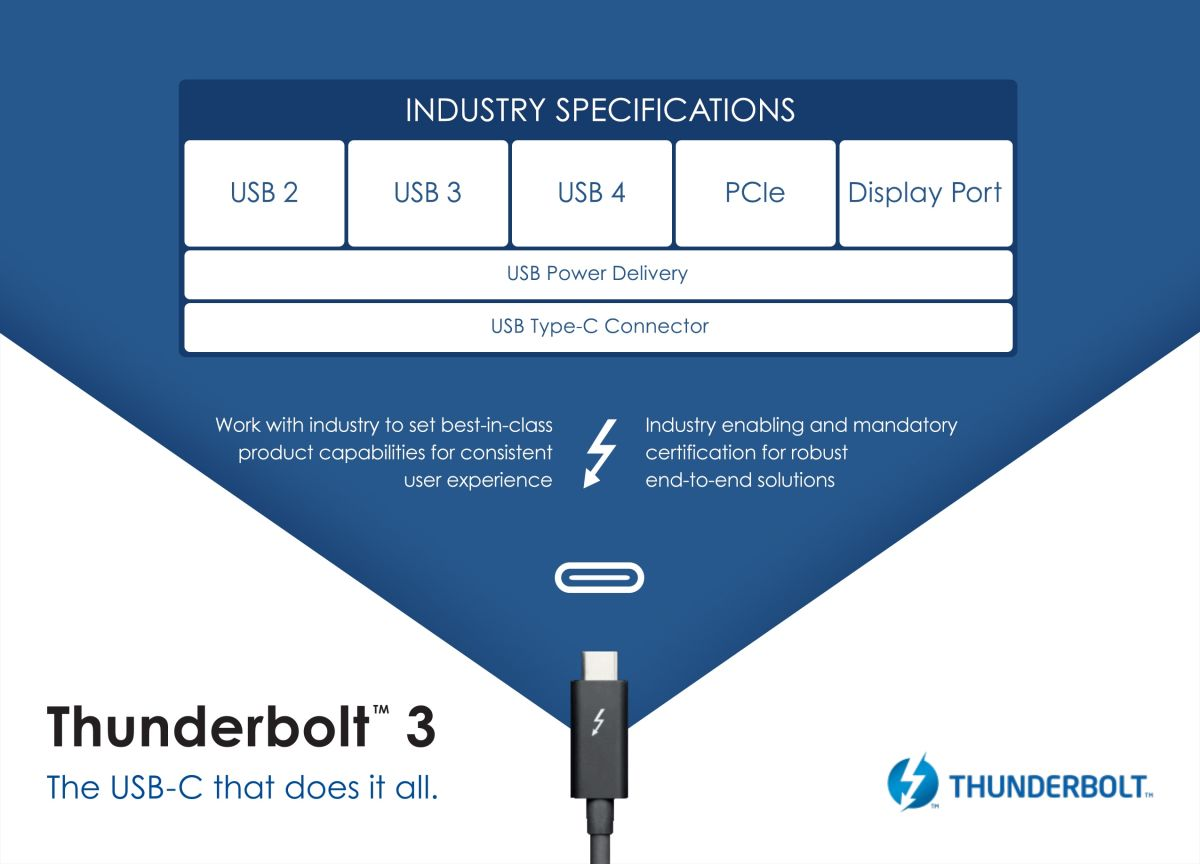 INDUSTRY SPECIFICATIONS
USB 2
USB 3
USB 4
PCIe
Display Port
USB Power Delivery
USB Type-C Connector
Work with industry to set best-in-class
product capabilities for consistent
user experience
Industry enabling and mandatory
certification for robust
end-to-end solutions
Thunderbolt™ 3
The USB-C that does it all.
™ THUNDERBOLT™